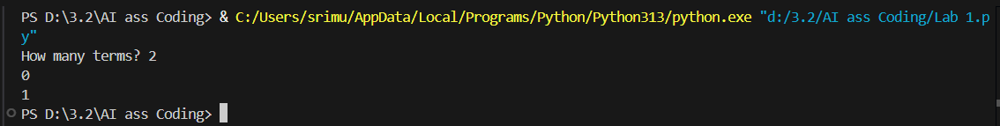 PS D:\3.2\AI ass Coding> & C:/Users/srimu/AppData/Local/Programs/Python/Python313/python.exe "d:/3.2/AI ass Coding/Lab 1.p
y"
How many terms? 2
0
1
PS D:\3.2\AI ass Coding>